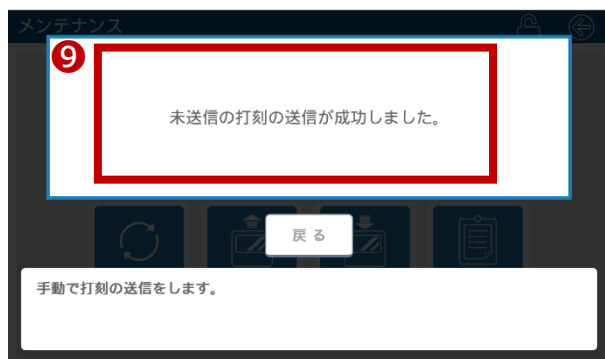 メンテナンス
❾
未送信の打刻の送信が成功しました。
戻る
手動で打刻の送信をします。